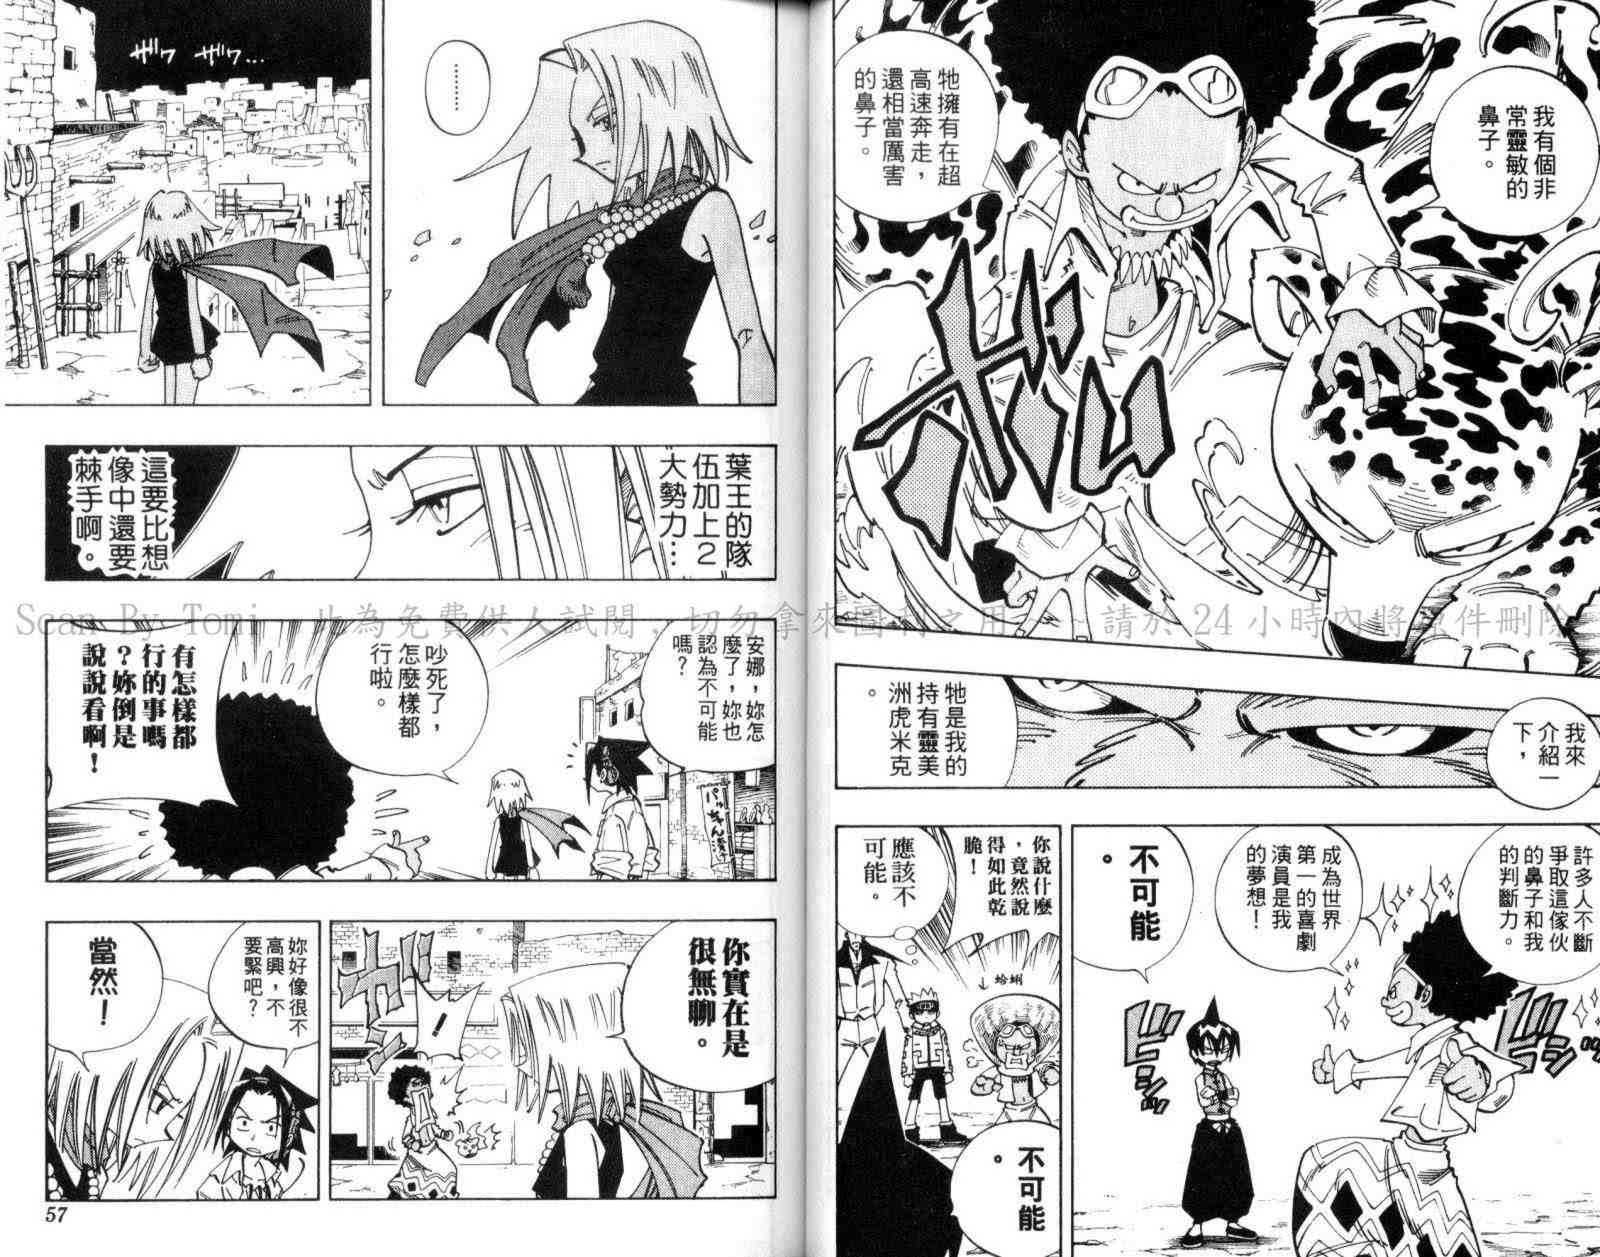 我有個非
常靈敏的
鼻子。
牠擁有在超
高速奔走，
還相當厲害
的鼻子。
我來
介紹一
下，
牠是我的
持有靈美
洲虎米克
。
許多人不斷
爭取這傢伙
的鼻子和我
的判斷力。
成為世界
第一的喜劇
演員是我
的夢想！
不可能
。
你說什麼
，竟然說
得如此乾
脆！
應該不
可能。
蛤蜊
不可能
。
ザワ ザワ…
………
葉王的隊
伍加上2
大勢力…
這要比想
像中還要
棘手啊。
安娜，妳怎
麼了，妳也
認為不可能
嗎？
吵死了，
怎麼樣都
行啦。
有怎樣都
行的事嗎
？妳倒是
說說看啊！
你實在是
很無聊。
！
妳好像很不
高興，不
要緊吧？
當然！
57
Scan By Tomi 此為免費供人試閱，切勿拿來圖利之用～～請於24小時內將原件刪除